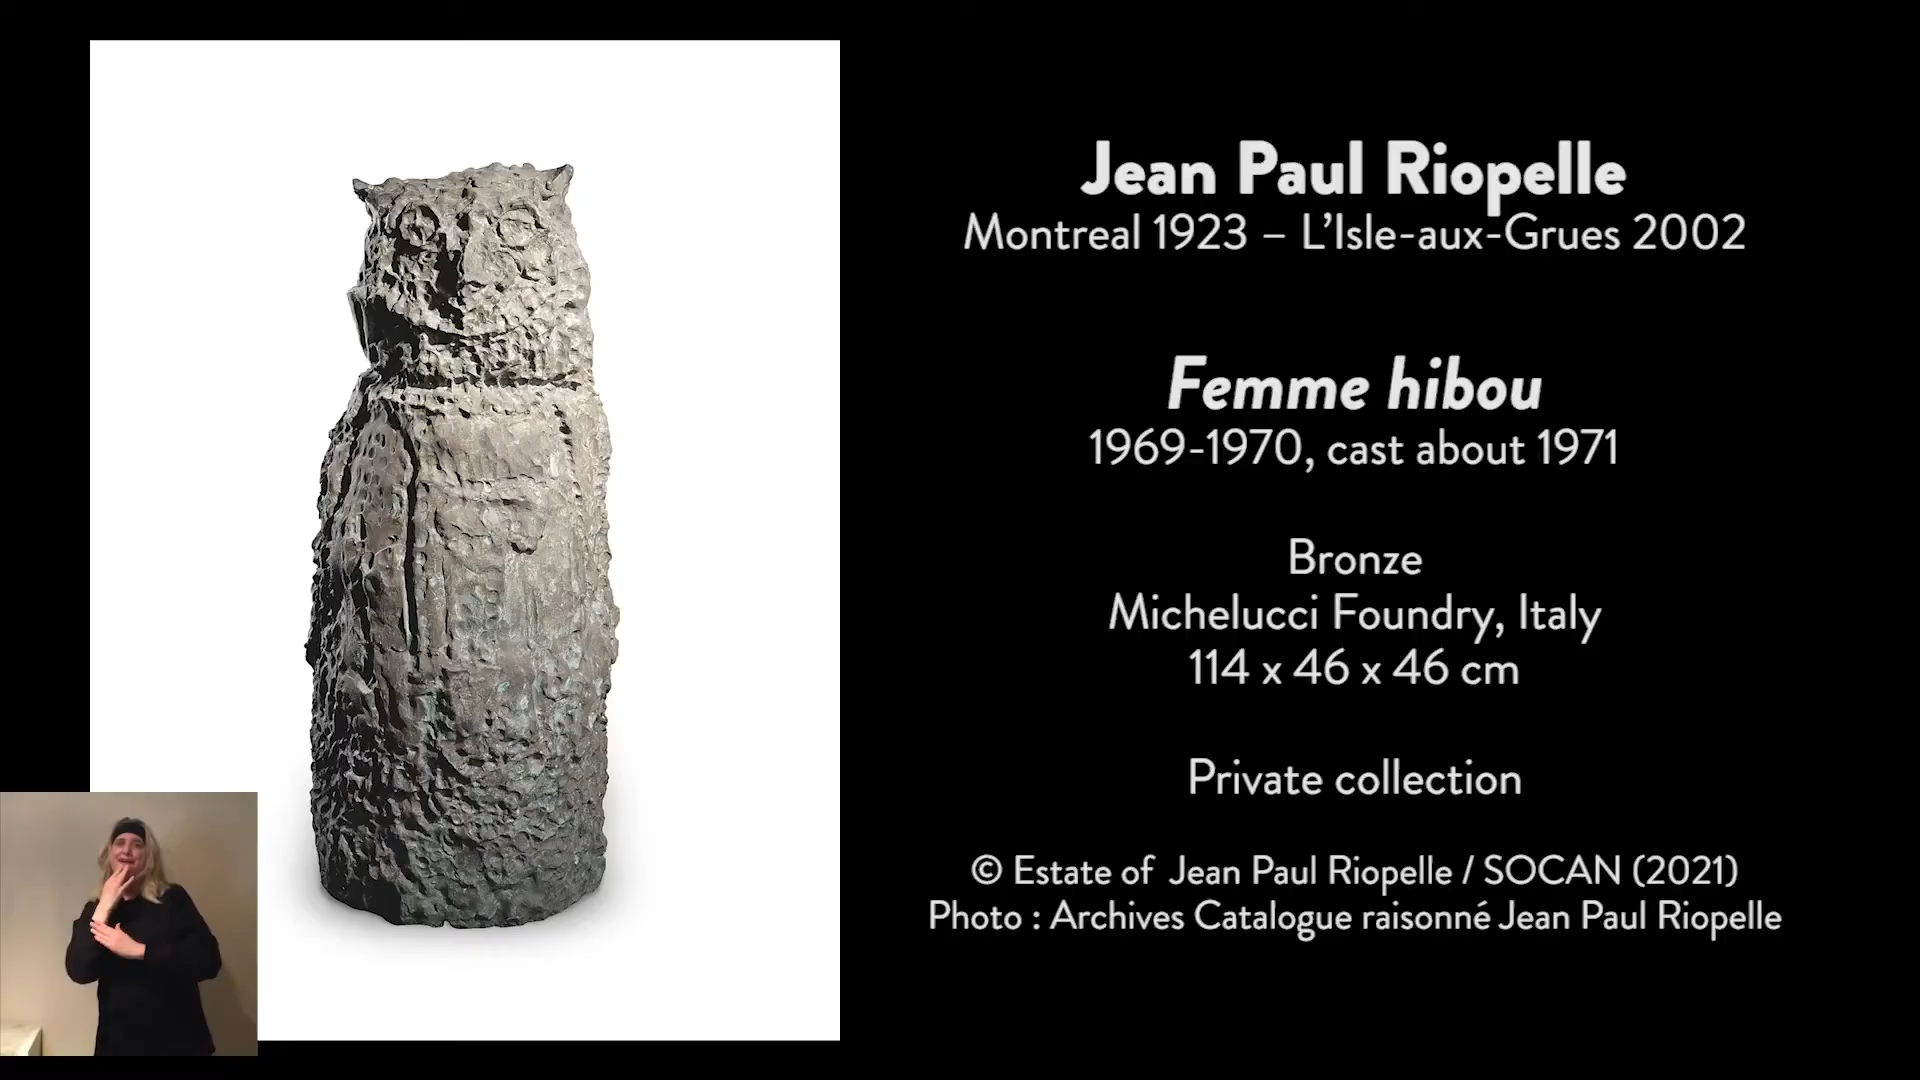 Jean Paul Riopelle
Montreal 1923 – L'Isle-aux-Grues 2002
Femme hibou
1969-1970, cast about 1971
Bronze
Michelucci Foundry, Italy
114 x 46 x 46 cm
Private collection
© Estate of Jean Paul Riopelle / SOCAN (2021)
Photo : Archives Catalogue raisonné Jean Paul Riopelle